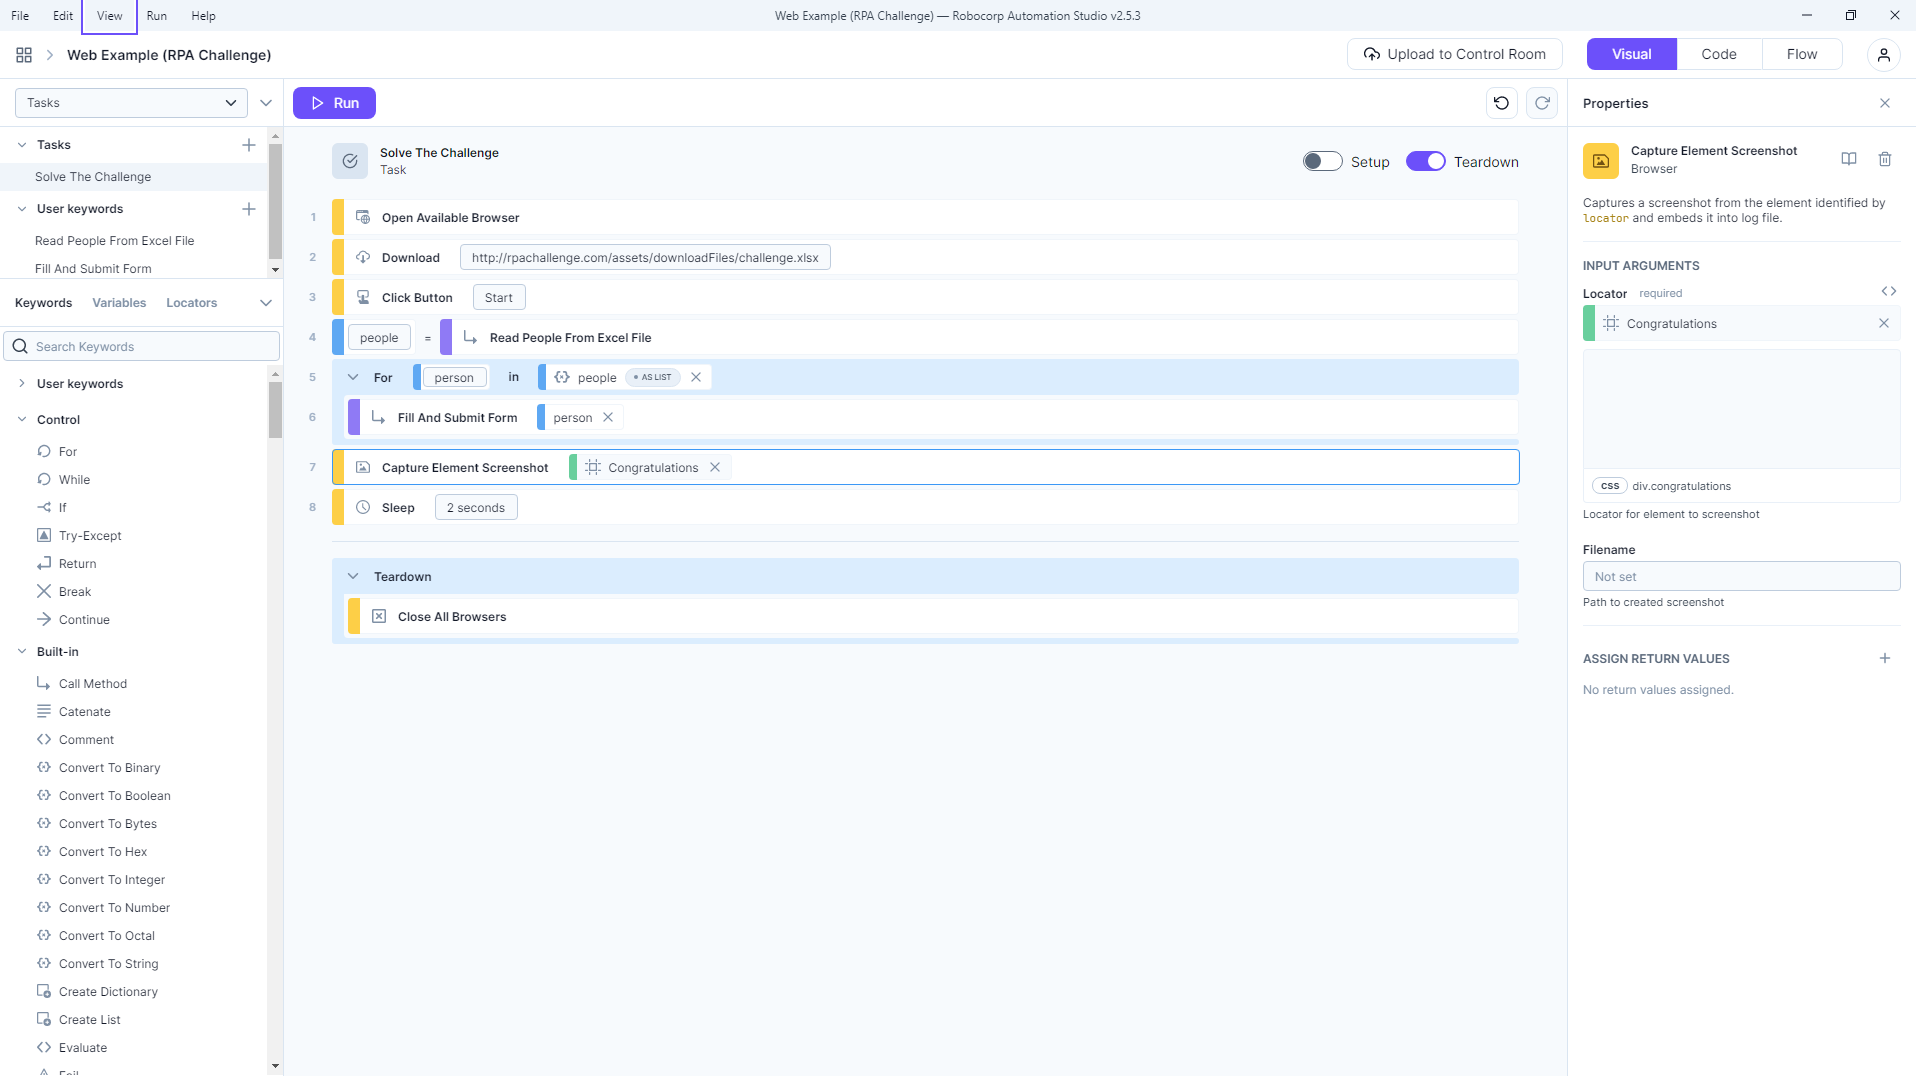 File Edit View Run Help Web Example (RPA Challenge) — Robocorp Automation Studio v2.5.3
Web Example (RPA Challenge) Upload to Control Room Visual Code Flow
Tasks
Run
Tasks
Solve The Challenge
User keywords
Read People From Excel File
Fill And Submit Form
Keywords Variables Locators
Search Keywords
User keywords
Control
For
While
If
Try-Except
Return
Break
Continue
Built-in
Call Method
Catenate
Comment
Convert To Binary
Convert To Boolean
Convert To Bytes
Convert To Hex
Convert To Integer
Convert To Number
Convert To Octal
Convert To String
Create Dictionary
Create List
Evaluate
Solve The Challenge
Task
Setup Teardown
1 Open Available Browser
2 Download http://rpachallenge.com/assets/downloadFiles/challenge.xlsx
3 Click Button Start
4 people = Read People From Excel File
5 For person in people AS LIST
6 Fill And Submit Form person
7 Capture Element Screenshot Congratulations
8 Sleep 2 seconds
Teardown
Close All Browsers
Properties
Capture Element Screenshot
Browser
Captures a screenshot from the element identified by
locator and embeds it into log file.
INPUT ARGUMENTS
Locator required
Congratulations
css div.congratulations
Locator for element to screenshot
Filename
Not set
Path to created screenshot
ASSIGN RETURN VALUES
No return values assigned.